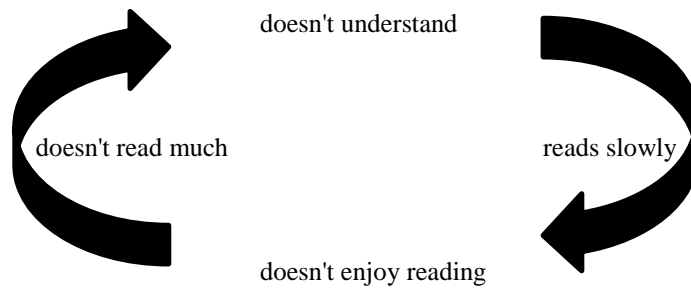 doesn't understand
doesn't read much
reads slowly
doesn't enjoy reading